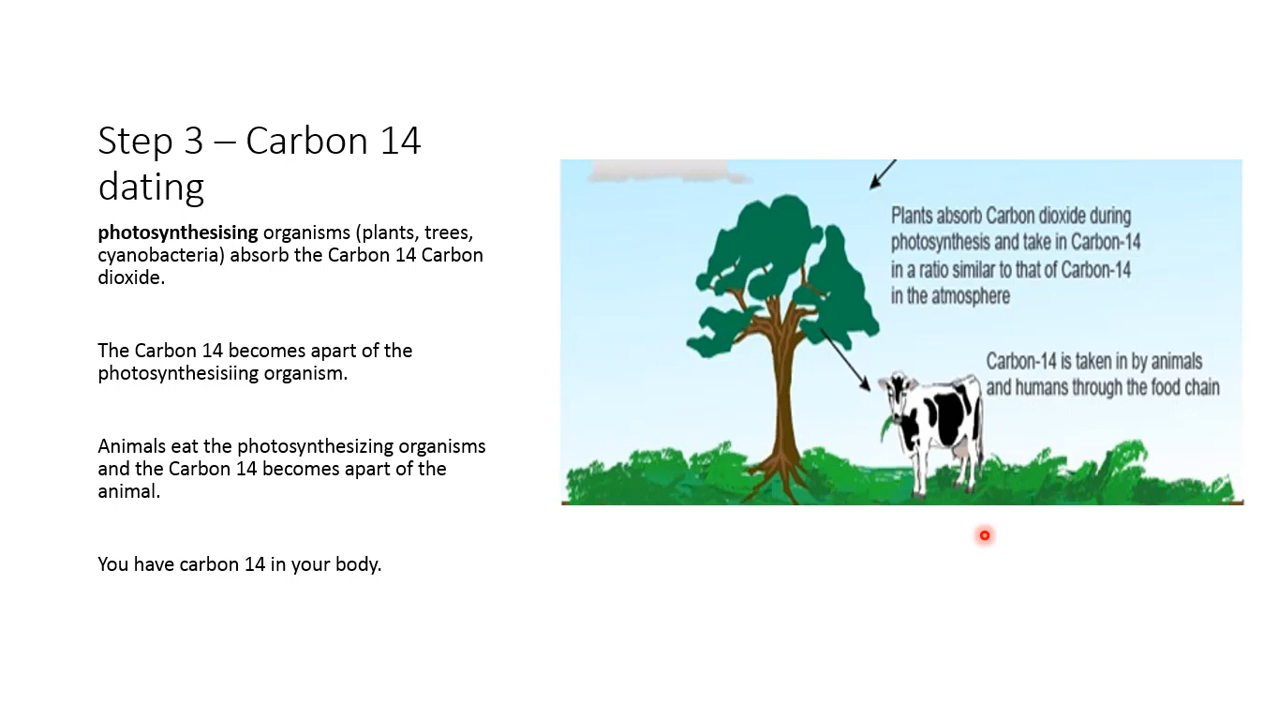 Step 3 – Carbon 14
dating
photosynthesising organisms (plants, trees,
cyanobacteria) absorb the Carbon 14 Carbon
dioxide.
The Carbon 14 becomes apart of the
photosynthesisiing organism.
Animals eat the photosynthesizing organisms
and the Carbon 14 becomes apart of the
animal.
You have carbon 14 in your body.
Plants absorb Carbon dioxide during
photosynthesis and take in Carbon-14
in a ratio similar to that of Carbon-14
in the atmosphere
Carbon-14 is taken in by animals
and humans through the food chain